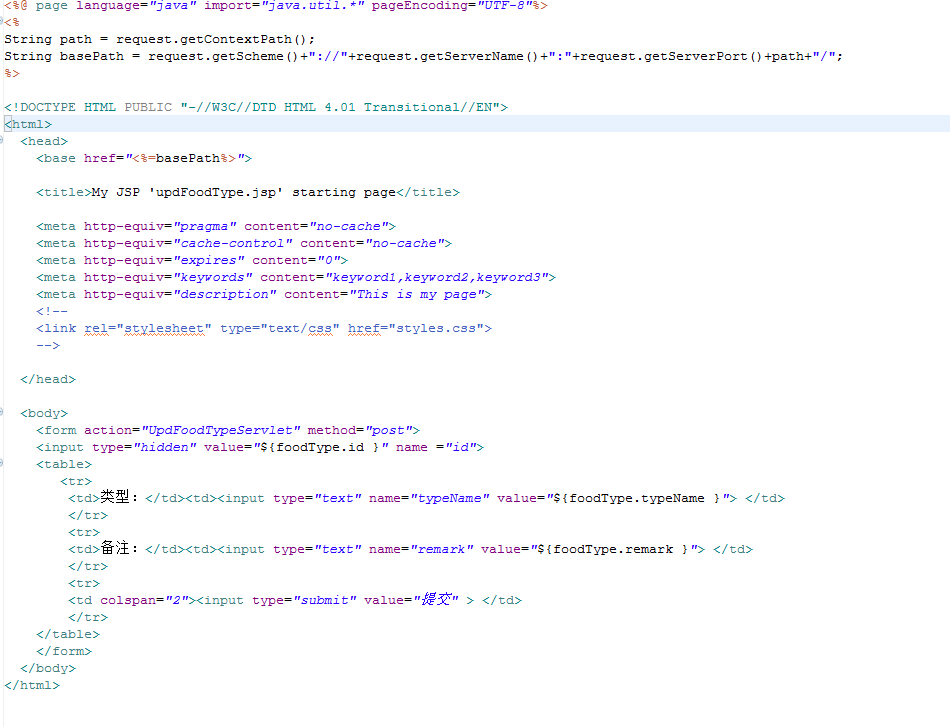 <%@ page language="java" import="java.util.*" pageEncoding="UTF-8"%>
<%
String path = request.getContextPath();
String basePath = request.getScheme()+"://"+request.getServerName()+":"+request.getServerPort()+path+"/";
%>
<!DOCTYPE HTML PUBLIC "-//W3C//DTD HTML 4.01 Transitional//EN">
<html>
<head>
<base href="<%=basePath%>">
<title>My JSP 'updFoodType.jsp' starting page</title>
<meta http-equiv="pragma" content="no-cache">
<meta http-equiv="cache-control" content="no-cache">
<meta http-equiv="expires" content="0">
<meta http-equiv="keywords" content="keyword1,keyword2,keyword3">
<meta http-equiv="description" content="This is my page">
<!--
<link rel="stylesheet" type="text/css" href="styles.css">
-->
</head>
<body>
<form action="UpdFoodTypeServlet" method="post">
<input type="hidden" value="${foodType.id }" name ="id">
<table>
<tr>
<td>类型：</td><td><input type="text" name="typeName" value="${foodType.typeName }"> </td>
</tr>
<tr>
<td>备注：</td><td><input type="text" name="remark" value="${foodType.remark }"> </td>
</tr>
<tr>
<td colspan="2"><input type="submit" value="提交" > </td>
</tr>
</table>
</form>
</body>
</html>